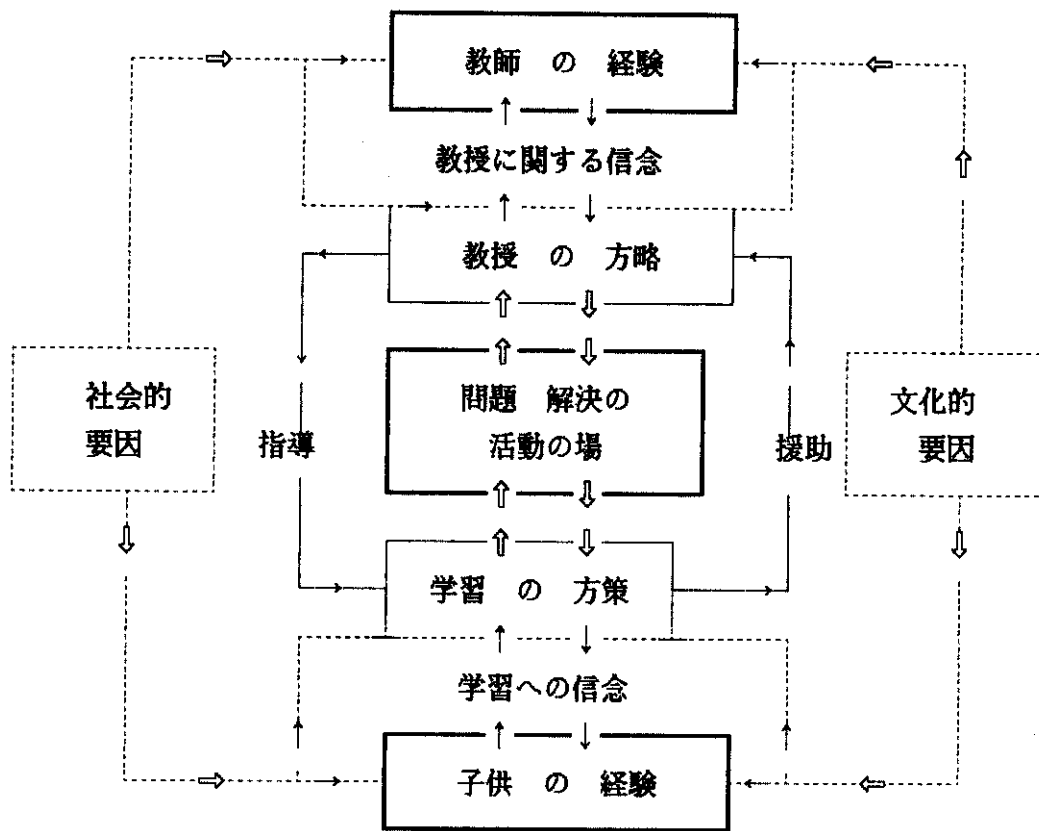 教師 の 経験
教授に関する信念
教授 の 方略
社会的
要因
指導
問題 解決の
活動の場
援助
文化的
要因
学習 の 方策
学習への信念
子供 の 経験